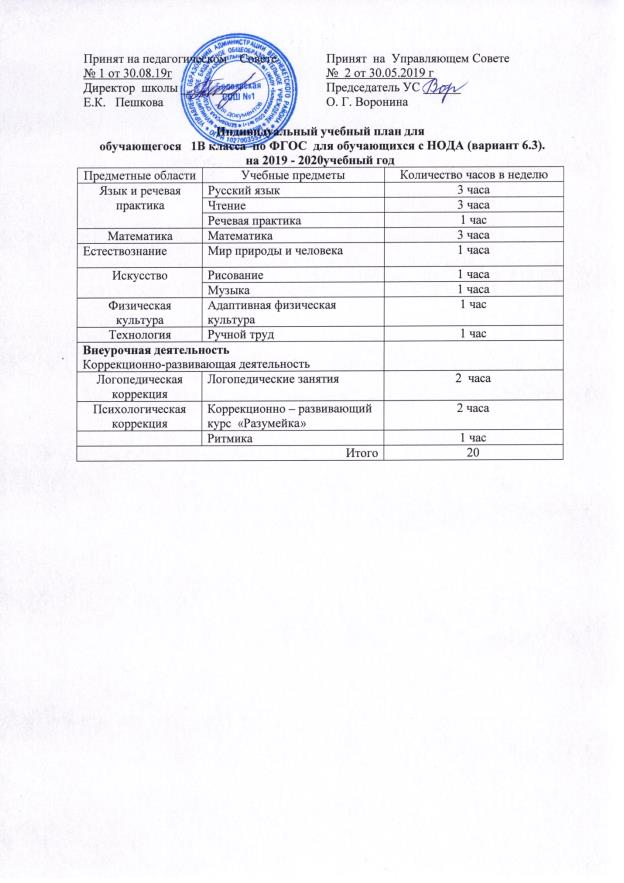 Принят на педагогическом Совете Принят на Управляющем Совете
№ 1 от 30.08.19г № 2 от 30.05.2019 г
Директор школы Председатель УС
Е.К. Пешкова О. Г. Воронина
Индивидуальный учебный план для
обучающегося 1В класса по ФГОС для обучающихся с НОДА (вариант 6.3).
на 2019 - 2020учебный год
Предметные области Учебные предметы Количество часов в неделю
Язык и речевая практика Русский язык 3 часа
Чтение 3 часа
Речевая практика 1 час
Математика Математика 3 часа
Естествознание Мир природы и человека 1 часа
Искусство Рисование 1 часа
Музыка 1 часа
Физическая культура Адаптивная физическая культура 1 час
Технология Ручной труд 1 час
Внеурочная деятельность
Коррекционно-развивающая деятельность
Логопедическая коррекция Логопедические занятия 2 часа
Психологическая коррекция Коррекционно – развивающий курс «Разумейка» 2 часа
Ритмика 1 час
Итого 20